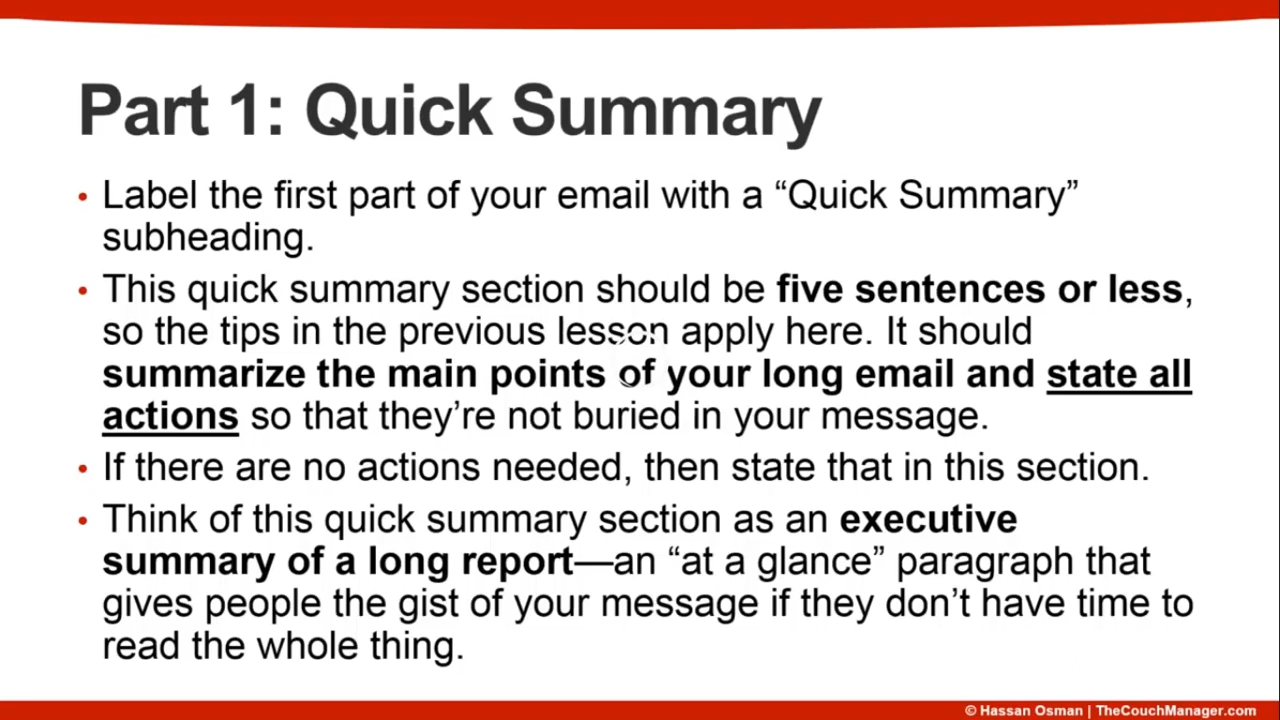 Part 1: Quick Summary
• Label the first part of your email with a “Quick Summary”
subheading.
• This quick summary section should be five sentences or less,
so the tips in the previous lesson apply here. It should
summarize the main points of your long email and state all
actions so that they’re not buried in your message.
• If there are no actions needed, then state that in this section.
• Think of this quick summary section as an executive
summary of a long report—an “at a glance” paragraph that
gives people the gist of your message if they don’t have time to
read the whole thing.
© Hassan Osman | TheCouchManager.com